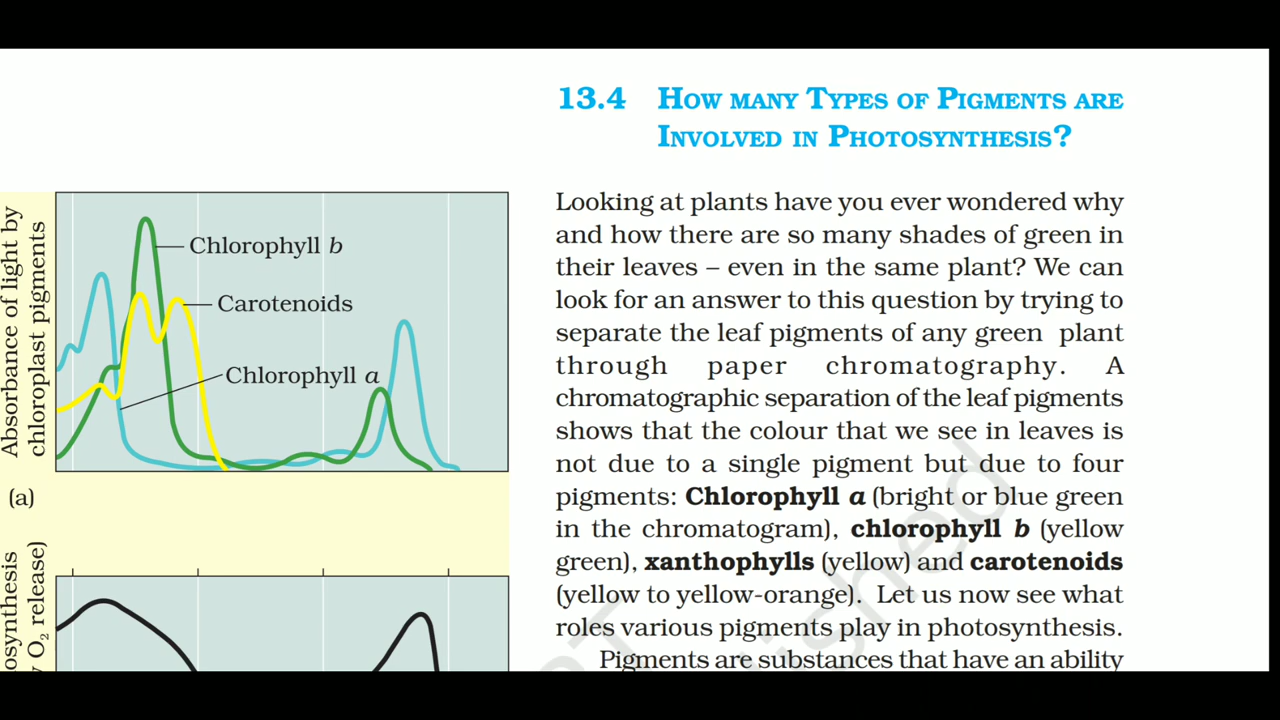 13.4 HOW MANY TYPES OF PIGMENTS ARE
INVOLVED IN PHOTOSYNTHESIS?
Absorbance of light by
chloroplast pigments
Chlorophyll b
Carotenoids
Chlorophyll a
(a)
O₂ release)
Looking at plants have you ever wondered why
and how there are so many shades of green in
their leaves – even in the same plant? We can
look for an answer to this question by trying to
separate the leaf pigments of any green plant
through paper chromatography. A
chromatographic separation of the leaf pigments
shows that the colour that we see in leaves is
not due to a single pigment but due to four
pigments: Chlorophyll a (bright or blue green
in the chromatogram), chlorophyll b (yellow
green), xanthophylls (yellow) and carotenoids
(yellow to yellow-orange). Let us now see what
roles various pigments play in photosynthesis.
Pigments are substances that have an ability